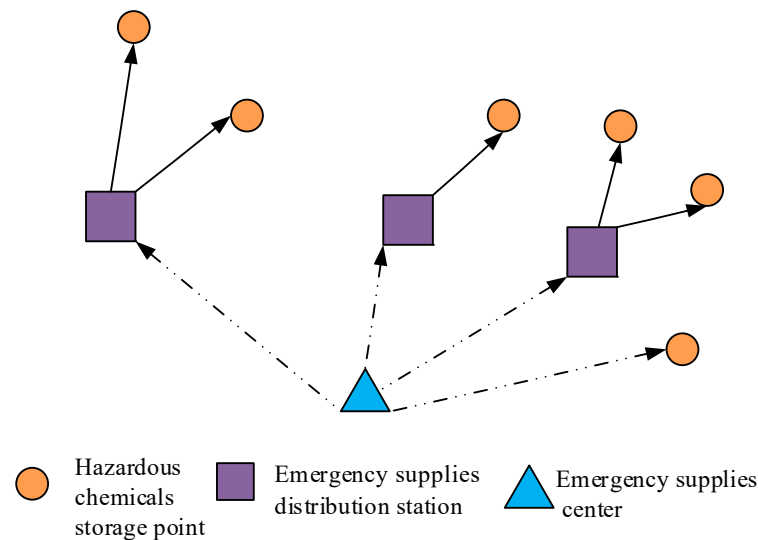 Hazardous
chemicals
storage point
Emergency supplies
distribution station
Emergency supplies
center